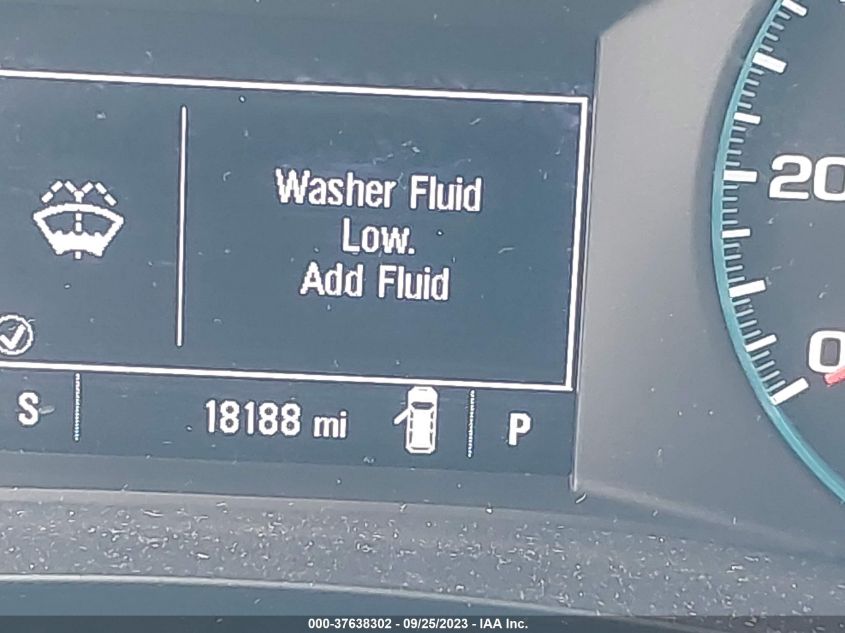 Washer Fluid
Low.
Add Fluid
S
18188 mi
P
20
0
000-37638302 - 09/25/2023 - IAA Inc.